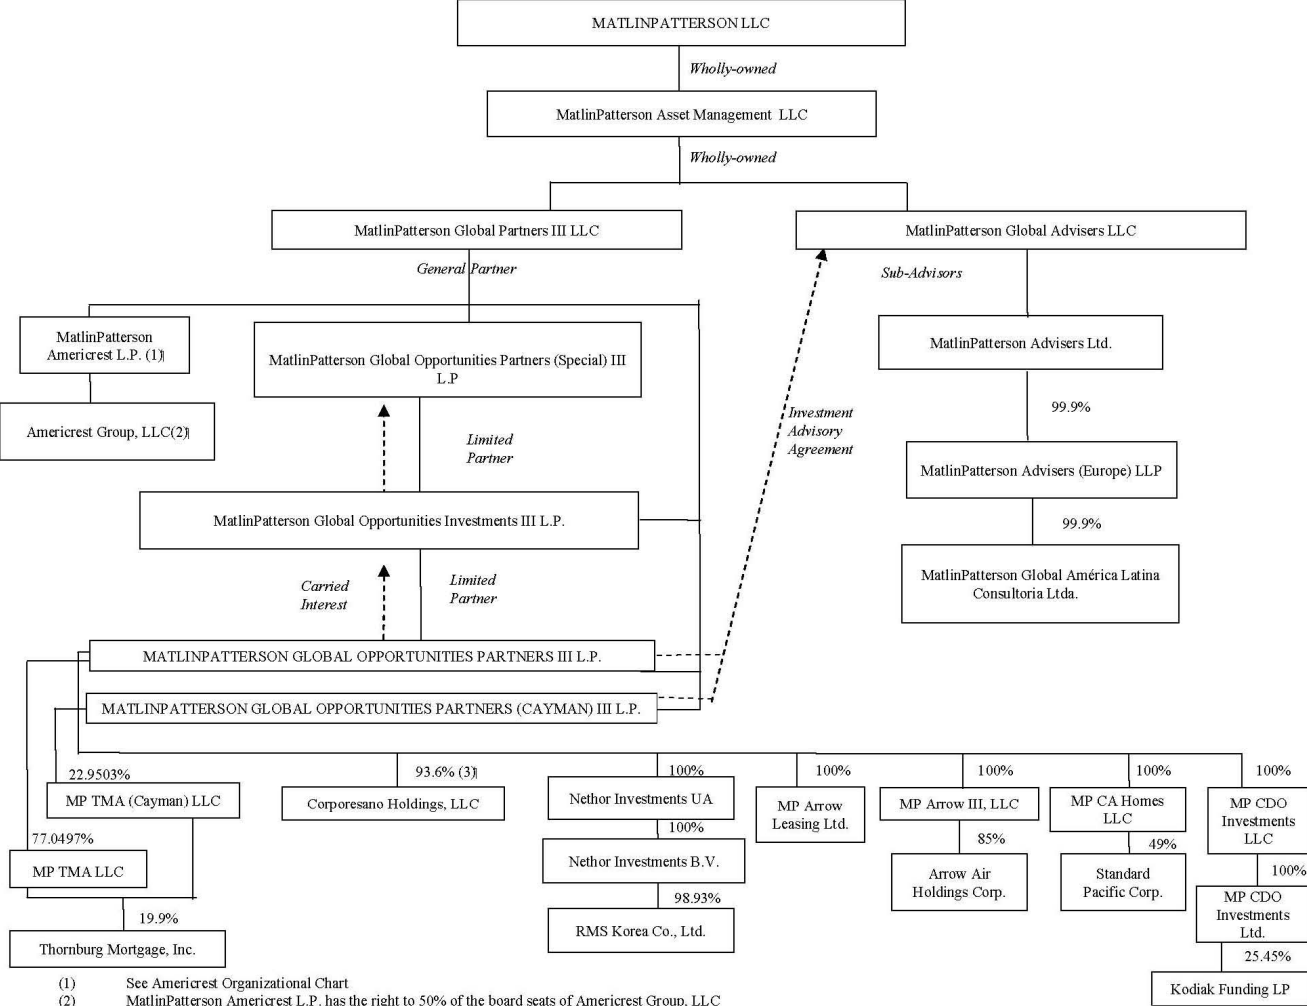 MATLINPATTERSON LLC
Wholly-owned
MatlinPatterson Asset Management LLC
Wholly-owned
MatlinPatterson Global Partners III LLC
MatlinPatterson Global Advisers LLC
General Partner
Sub-Advisors
MatlinPatterson
Americrest L.P. (1)
MatlinPatterson Global Opportunities Partners (Special) III
L.P
MatlinPatterson Advisers Ltd.
Americrest Group, LLC(2)
99.9%
Investment
Advisory
Agreement
Limited
Partner
MatlinPatterson Advisers (Europe) LLP
MatlinPatterson Global Opportunities Investments III L.P.
99.9%
MatlinPatterson Global América Latina
Consultoria Ltda.
Carried
Interest
Limited
Partner
MATLINPATTERSON GLOBAL OPPORTUNITIES PARTNERS III L.P.
MATLINPATTERSON GLOBAL OPPORTUNITIES PARTNERS (CAYMAN) III L.P.
22.9503%
93.6% (3)
100%
100%
100%
100%
100%
MP TMA (Cayman) LLC
Corporesano Holdings, LLC
Nethor Investments UA
MP Arrow
Leasing Ltd.
MP Arrow III, LLC
MP CA Homes
LLC
MP CDO
Investments
LLC
77.0497%
100%
85%
49%
MP TMA LLC
Nethor Investments B.V.
Arrow Air
Holdings Corp.
Standard
Pacific Corp.
100%
98.93%
MP CDO
Investments
Ltd.
19.9%
RMS Korea Co., Ltd.
Thornburg Mortgage, Inc.
25.45%
Kodiak Funding LP
(1) See Americrest Organizational Chart
(2) MatlinPatterson Americrest L.P. has the right to 50% of the board seats of Americrest Group, LLC